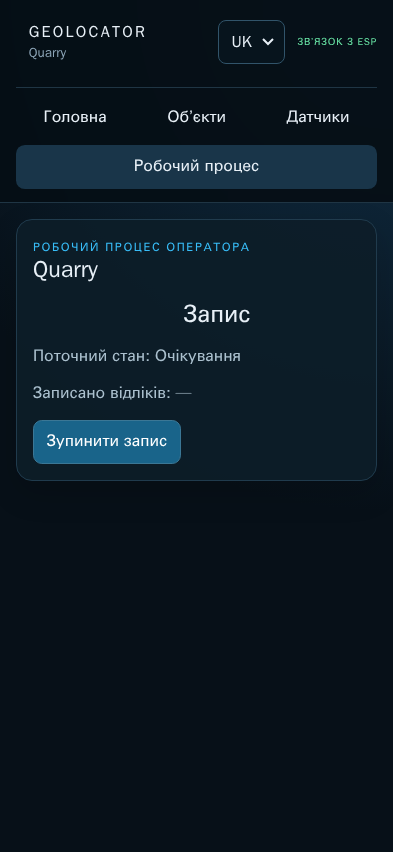 GEOLOCATOR
Quarry
UK
ЗВ'ЯЗОК З ESP
Головна
Об'єкти
Датчики
Робочий процес
РОБОЧИЙ ПРОЦЕС ОПЕРАТОРА
Quarry
Запис
Поточний стан: Очікування
Записано відліків: —
Зупинити запис